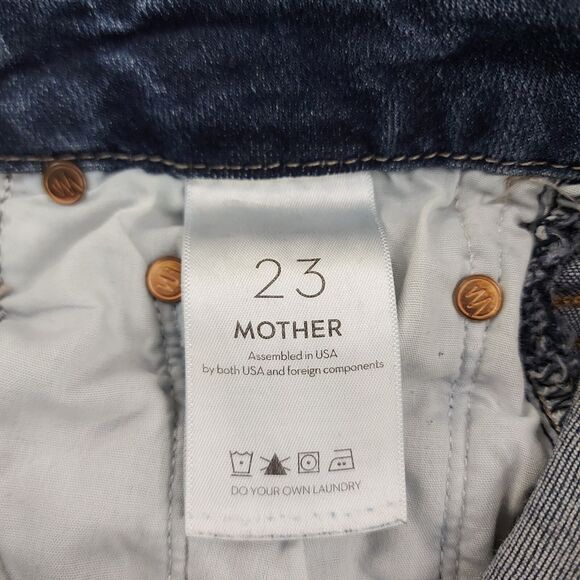 23
MOTHER
Assembled in USA
by both USA and foreign components
DO YOUR OWN LAUNDRY